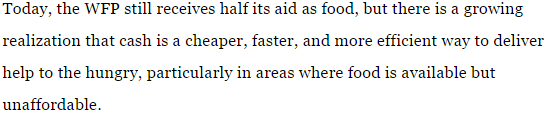 Today, the WFP still receives half its aid as food, but there is a growing
realization that cash is a cheaper, faster, and more efficient way to deliver
help to the hungry, particularly in areas where food is available but
unaffordable.